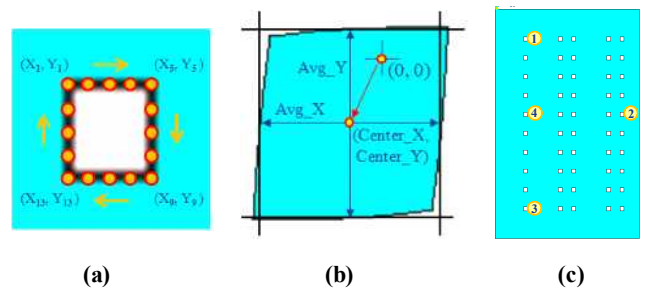 (X₁, Y₁)
(X₅, Y₅)
(X₁₃, Y₁₃)
(X₉, Y₉)
(a)
Avg_Y
(0, 0)
Avg_X
(Center_X,
Center_Y)
(b)
1
4
2
3
(c)